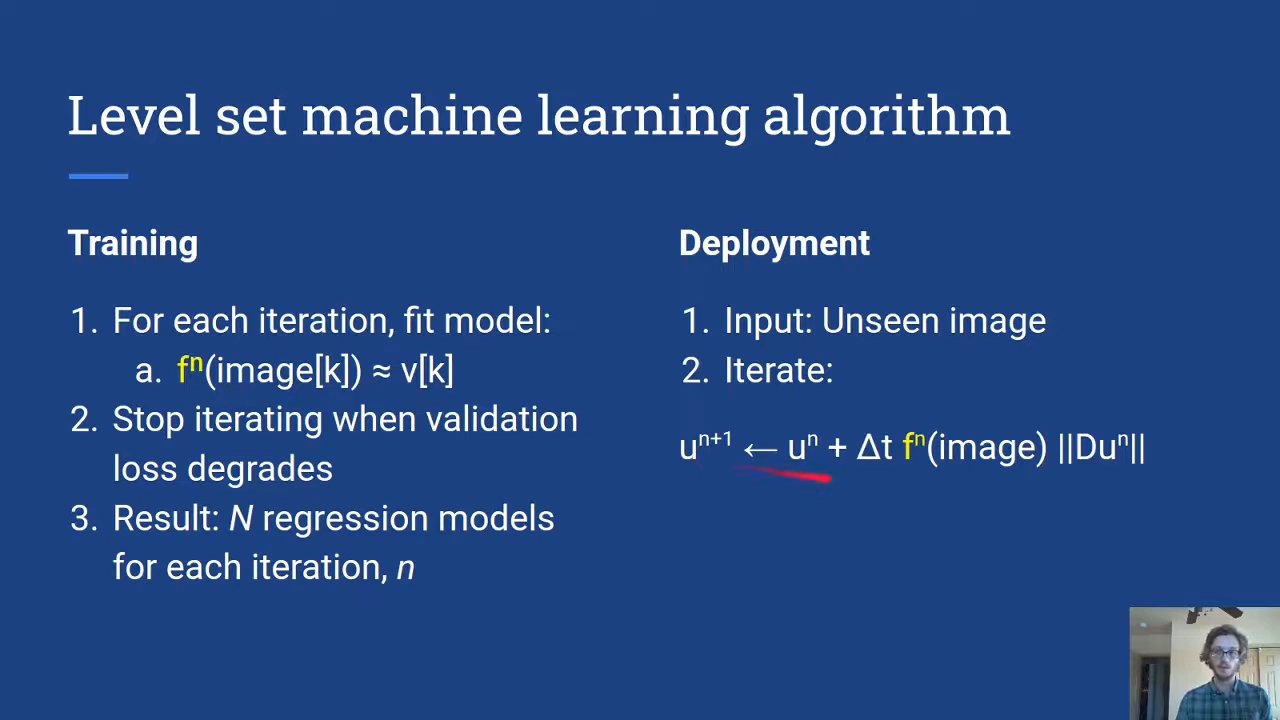 Level set machine learning algorithm
Training
1. For each iteration, fit model:
a. fⁿ(image[k]) ≈ v[k]
2. Stop iterating when validation
loss degrades
3. Result: N regression models
for each iteration, n
Deployment
1. Input: Unseen image
2. Iterate:
uⁿ⁺¹ ← uⁿ + Δt fⁿ(image) ||Duⁿ||